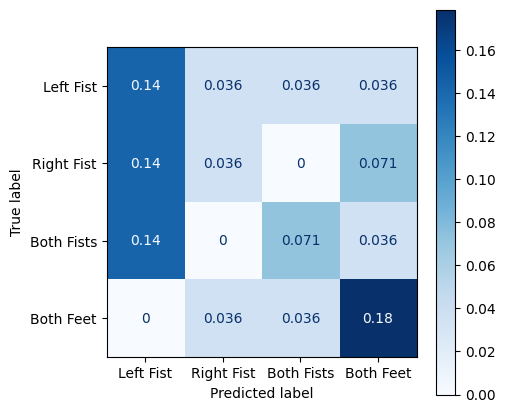 0.16
Left Fist 0.14 0.036 0.036 0.036
0.14
0.12
Right Fist 0.14 0.036 0 0.071
0.10
True label
0.08
Both Fists 0.14 0 0.071 0.036
0.06
0.04
Both Feet 0 0.036 0.036 0.18
0.02
Left Fist Right Fist Both Fists Both Feet
0.00
Predicted label